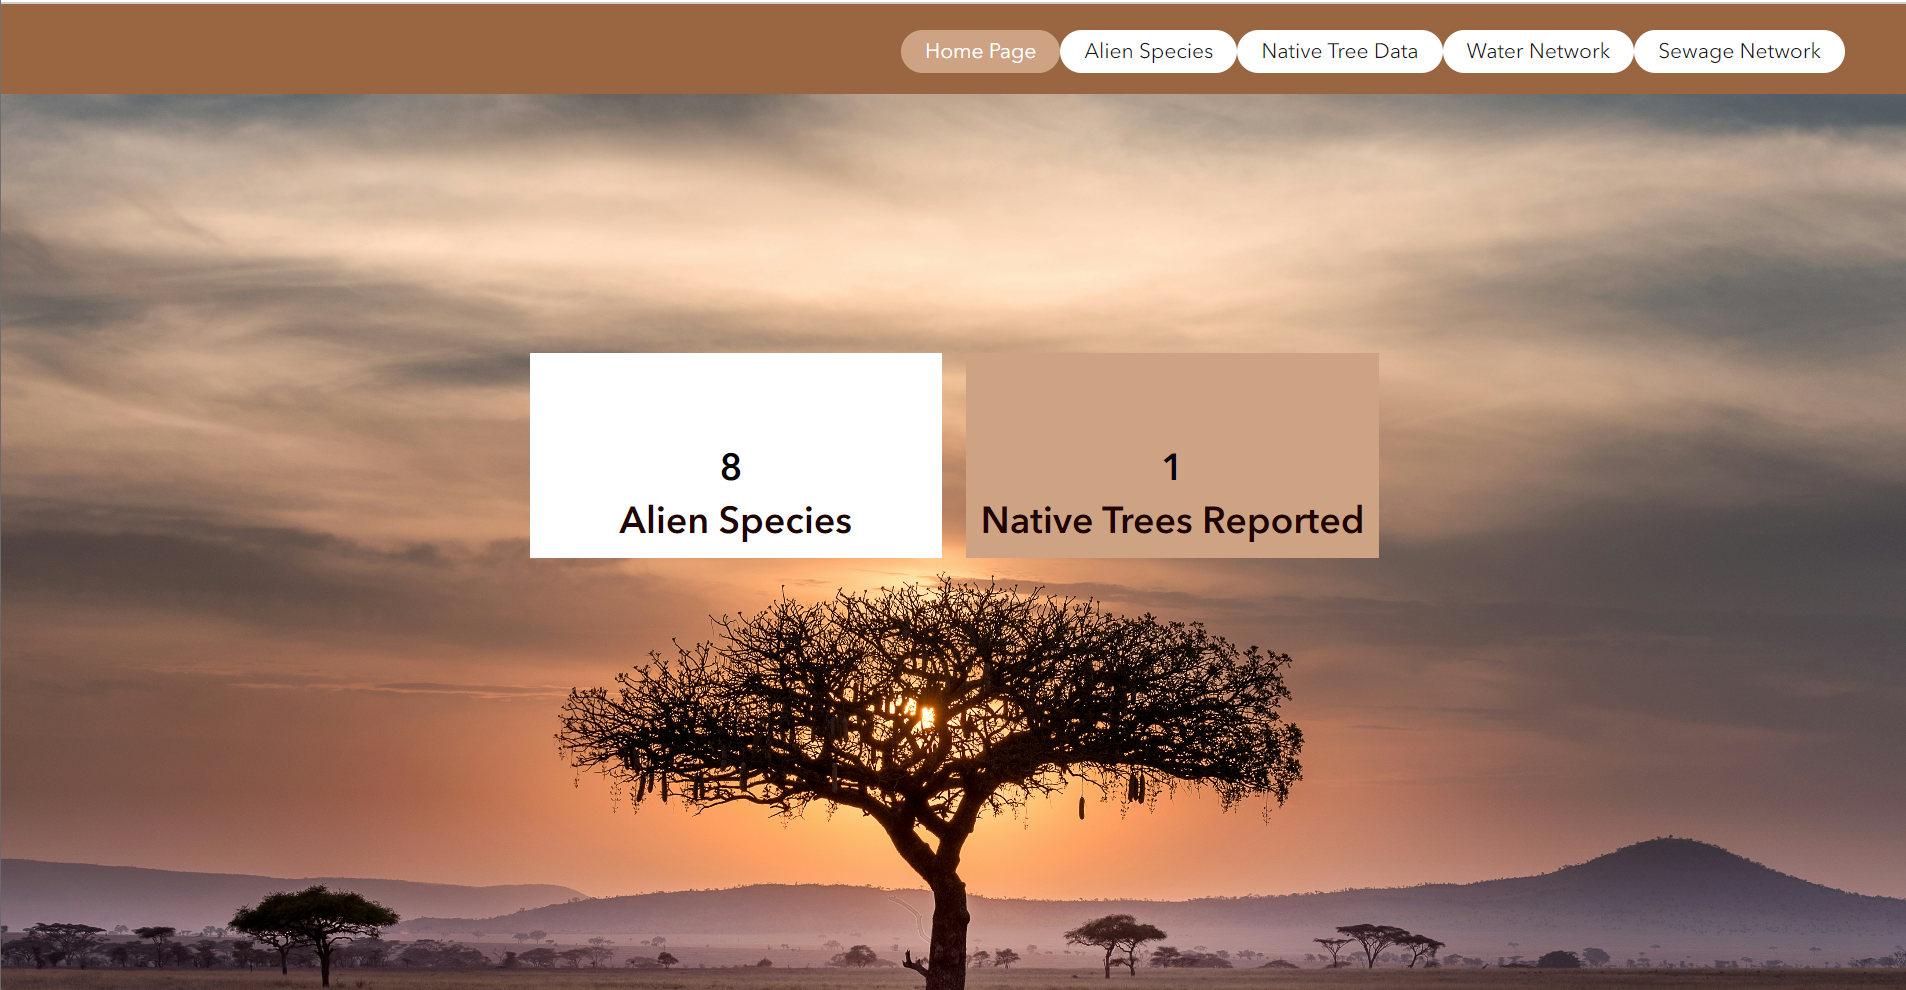 Home Page Alien Species Native Tree Data Water Network Sewage Network
8
Alien Species
1
Native Trees Reported